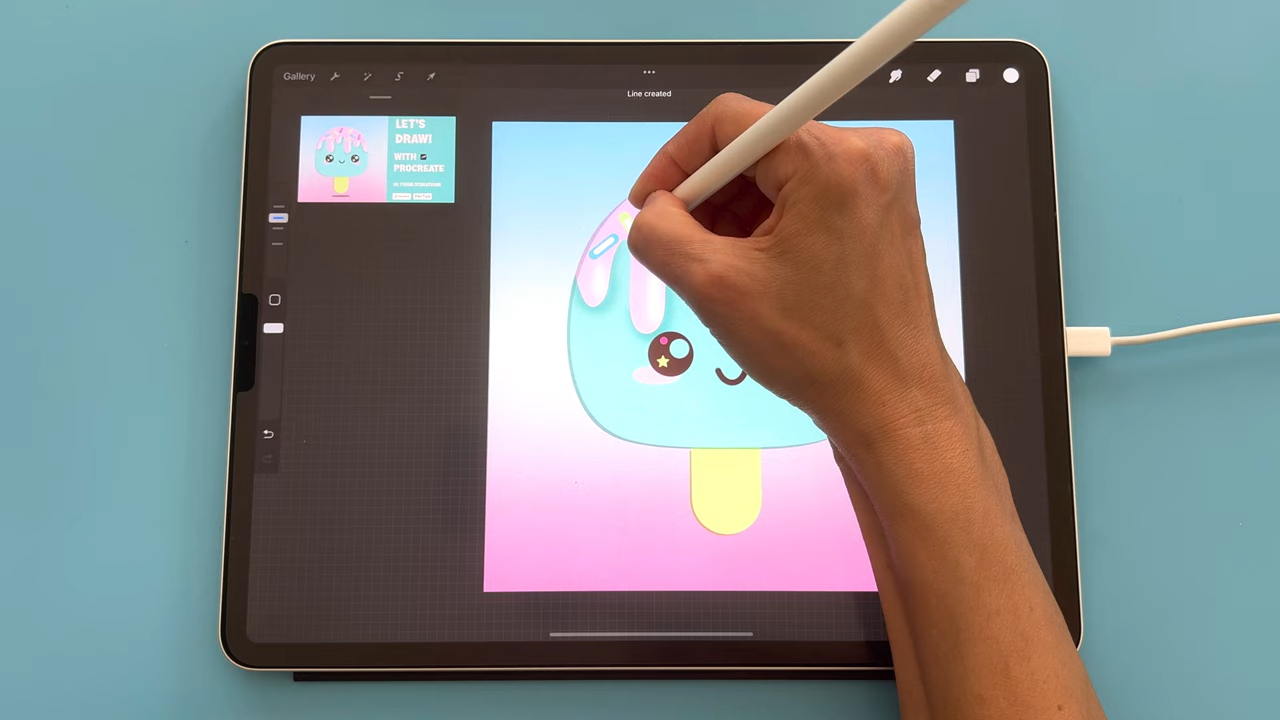 Gallery
Line created
LET'S
DRAW!
WITH
PROCREATE